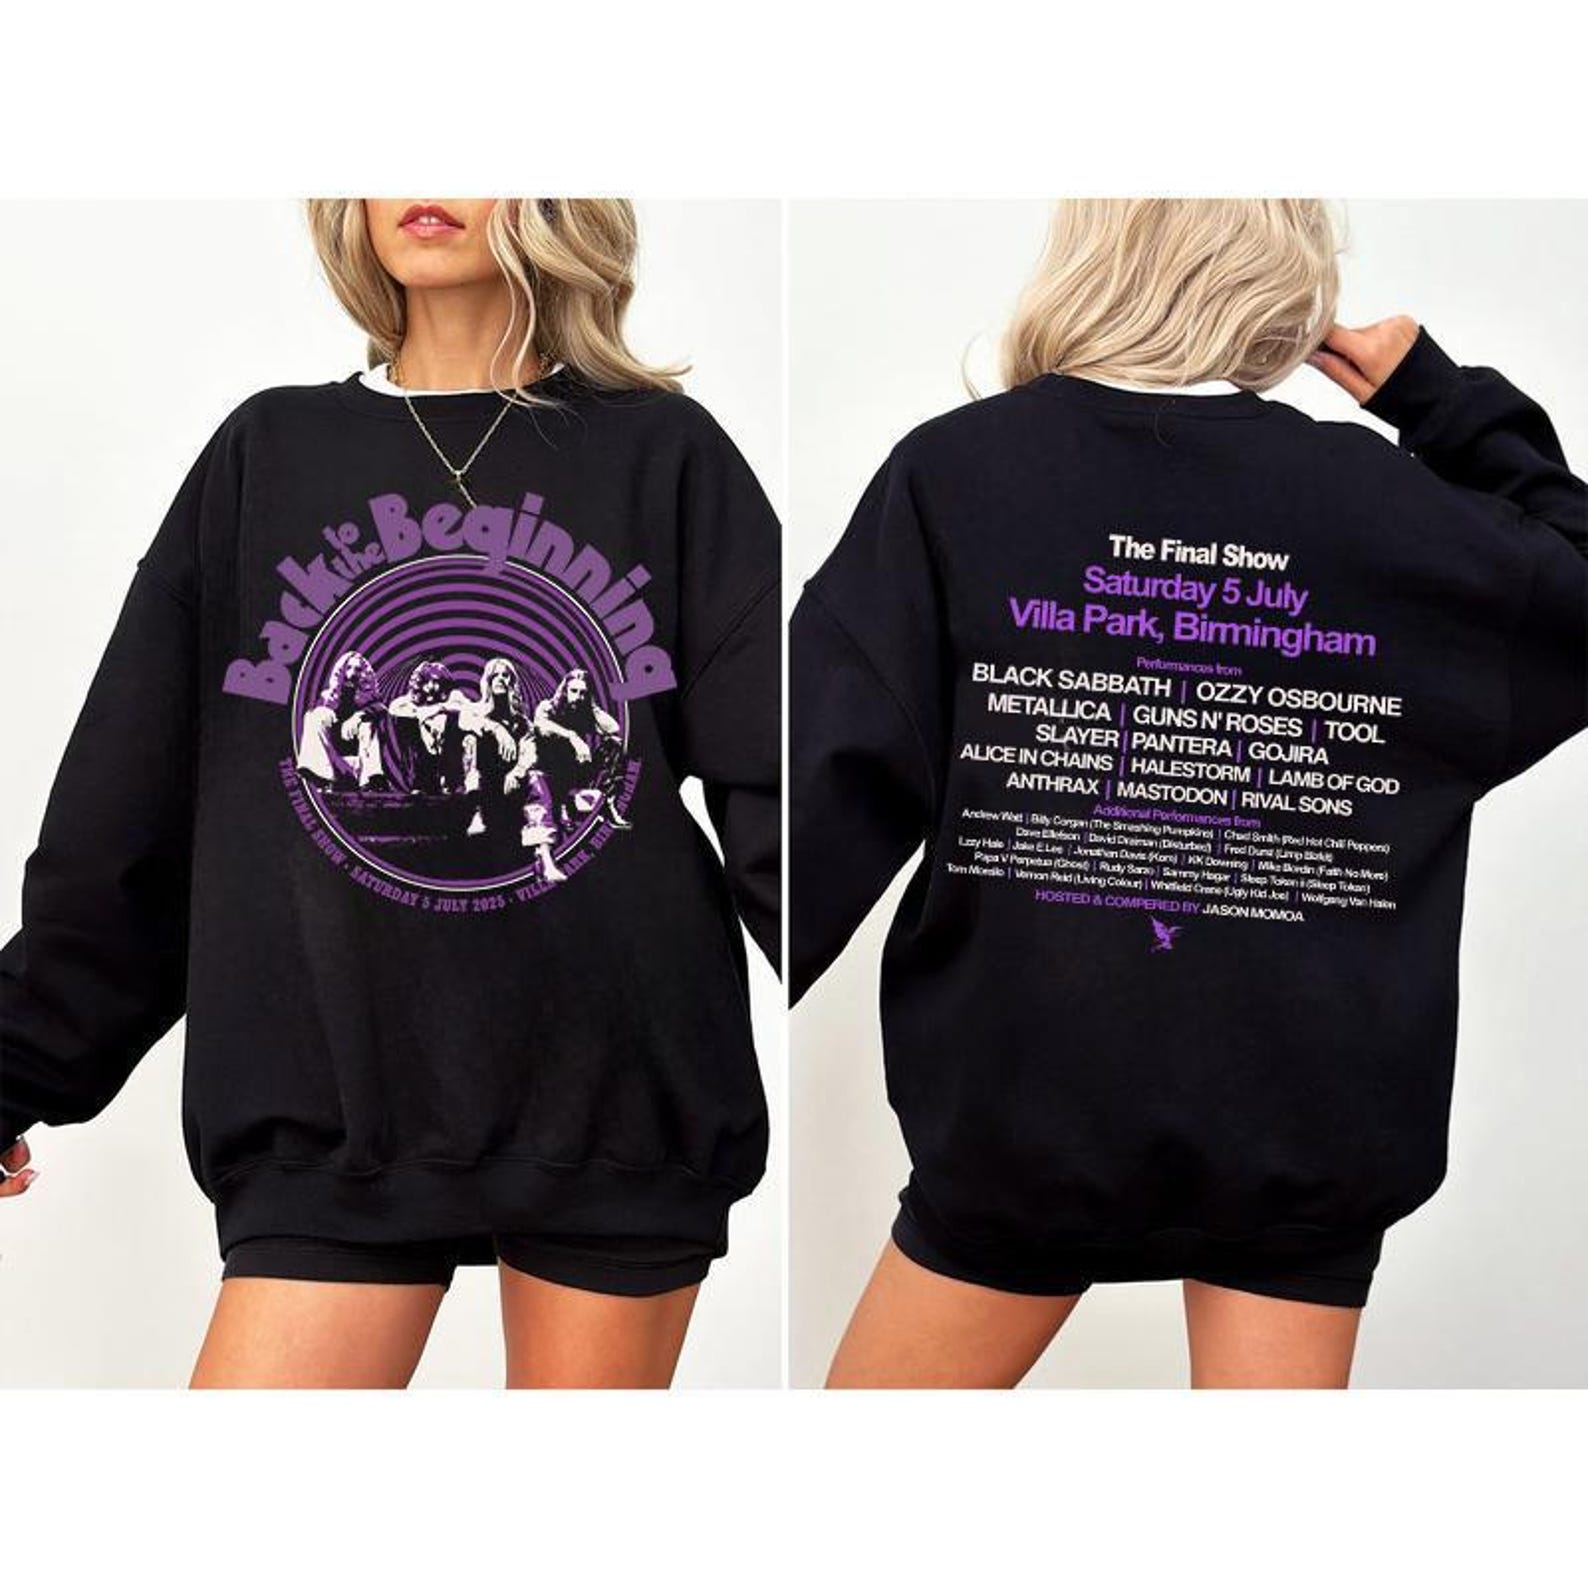 Back to the Beginning
THE FINAL SHOW • SATURDAY 5 JULY 2025 • VILLA PARK, BIRMINGHAM
The Final Show
Saturday 5 July
Villa Park, Birmingham
Performances from
BLACK SABBATH | OZZY OSBOURNE
METALLICA | GUNS N' ROSES | TOOL
SLAYER | PANTERA | GOJIRA
ALICE IN CHAINS | HALESTORM | LAMB OF GOD
ANTHRAX | MASTODON | RIVAL SONS
Additional Performances from
Andrew Watt | Billy Corgan (The Smashing Pumpkins) | Chad Smith (Red Hot Chili Peppers)
Dave Ellefson | David Draiman (Disturbed) | Fred Durst (Limp Bizkit)
Lzzy Hale | Jake E Lee | Jonathan Davis (Korn) | KK Downing | Mike Bordin (Faith No More)
Papa V Perpetua (Ghost) | Rudy Sarzo | Sammy Hagar | Sleep Token ii (Sleep Token)
Tom Morello | Vernon Reid (Living Colour) | Whitfield Crane (Ugly Kid Joe) | Wolfgang Van Halen
HOSTED & COMPERED BY JASON MOMOA